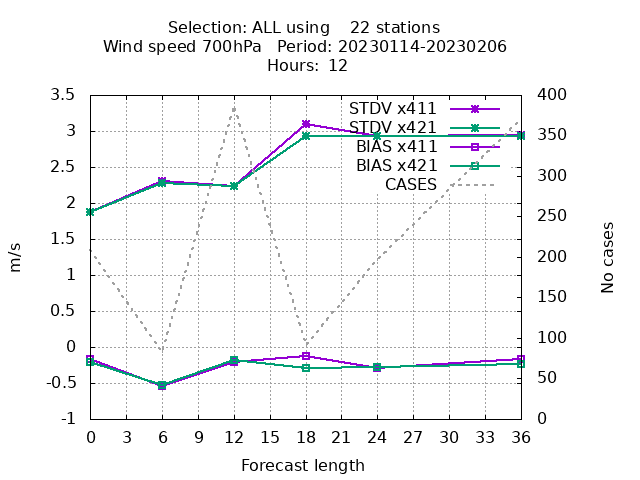 Selection: ALL using    22 stations
Wind speed 700hPa   Period: 20230114-20230206
Hours:  12
3.5
3
2.5
2
1.5
1
0.5
0
-0.5
-1
m/s
STDV x411
STDV x421
BIAS x411
BIAS x421
CASES
400
350
300
250
200
150
100
50
0
No cases
0 3 6 9 12 15 18 21 24 27 30 33 36
Forecast length